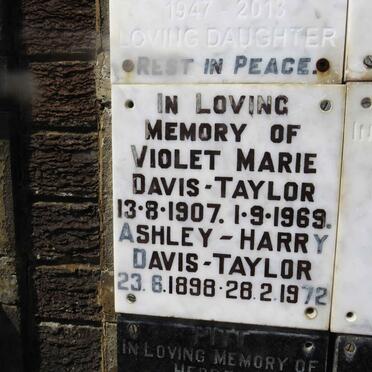 1947 - 2013
LOVING DAUGHTER
REST IN PEACE.
IN LOVING
MEMORY OF
VIOLET MARIE
DAVIS-TAYLOR
13·8·1907. 1·9·1969.
ASHLEY-HARRY
DAVIS-TAYLOR
23.6.1898·28.2.1972
PITT
IN LOVING MEMORY OF